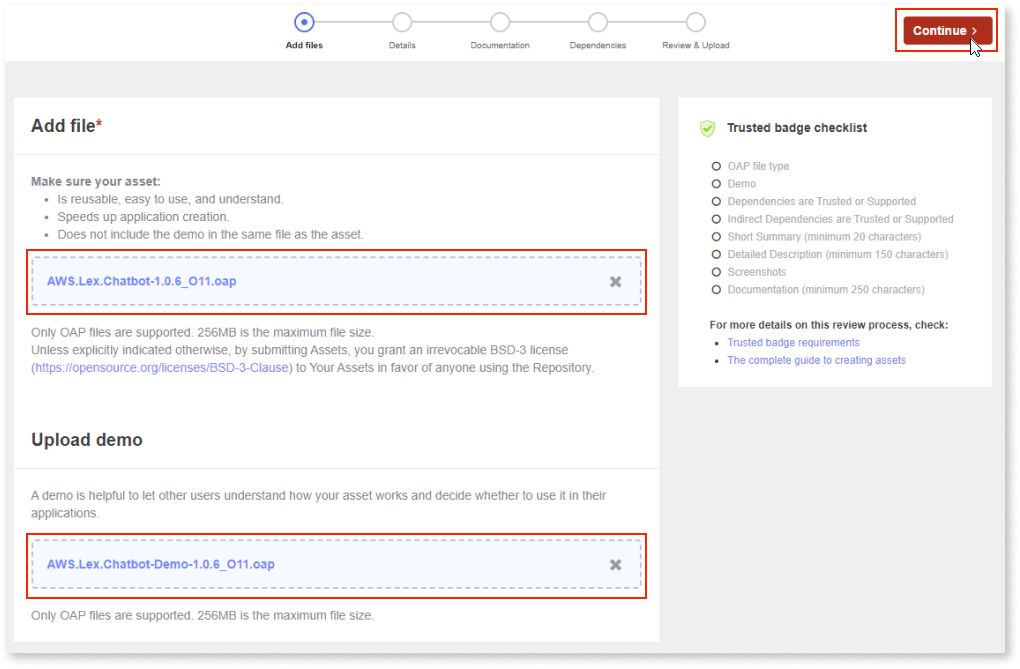 Add files
Details
Documentation
Dependencies
Review & Upload
Continue >
Add file*
Make sure your asset:
• Is reusable, easy to use, and understand.
• Speeds up application creation.
• Does not include the demo in the same file as the asset.
AWS.Lex.Chatbot-1.0.6_O11.oap
Only OAP files are supported. 256MB is the maximum file size.
Unless explicitly indicated otherwise, by submitting Assets, you grant an irrevocable BSD-3 license
(https://opensource.org/licenses/BSD-3-Clause) to Your Assets in favor of anyone using the Repository.
Upload demo
A demo is helpful to let other users understand how your asset works and decide whether to use it in their
applications.
AWS.Lex.Chatbot-Demo-1.0.6_O11.oap
Only OAP files are supported. 256MB is the maximum file size.
Trusted badge checklist
OAP file type
Demo
Dependencies are Trusted or Supported
Indirect Dependencies are Trusted or Supported
Short Summary (minimum 20 characters)
Detailed Description (minimum 150 characters)
Screenshots
Documentation (minimum 250 characters)
For more details on this review process, check:
• Trusted badge requirements
• The complete guide to creating assets